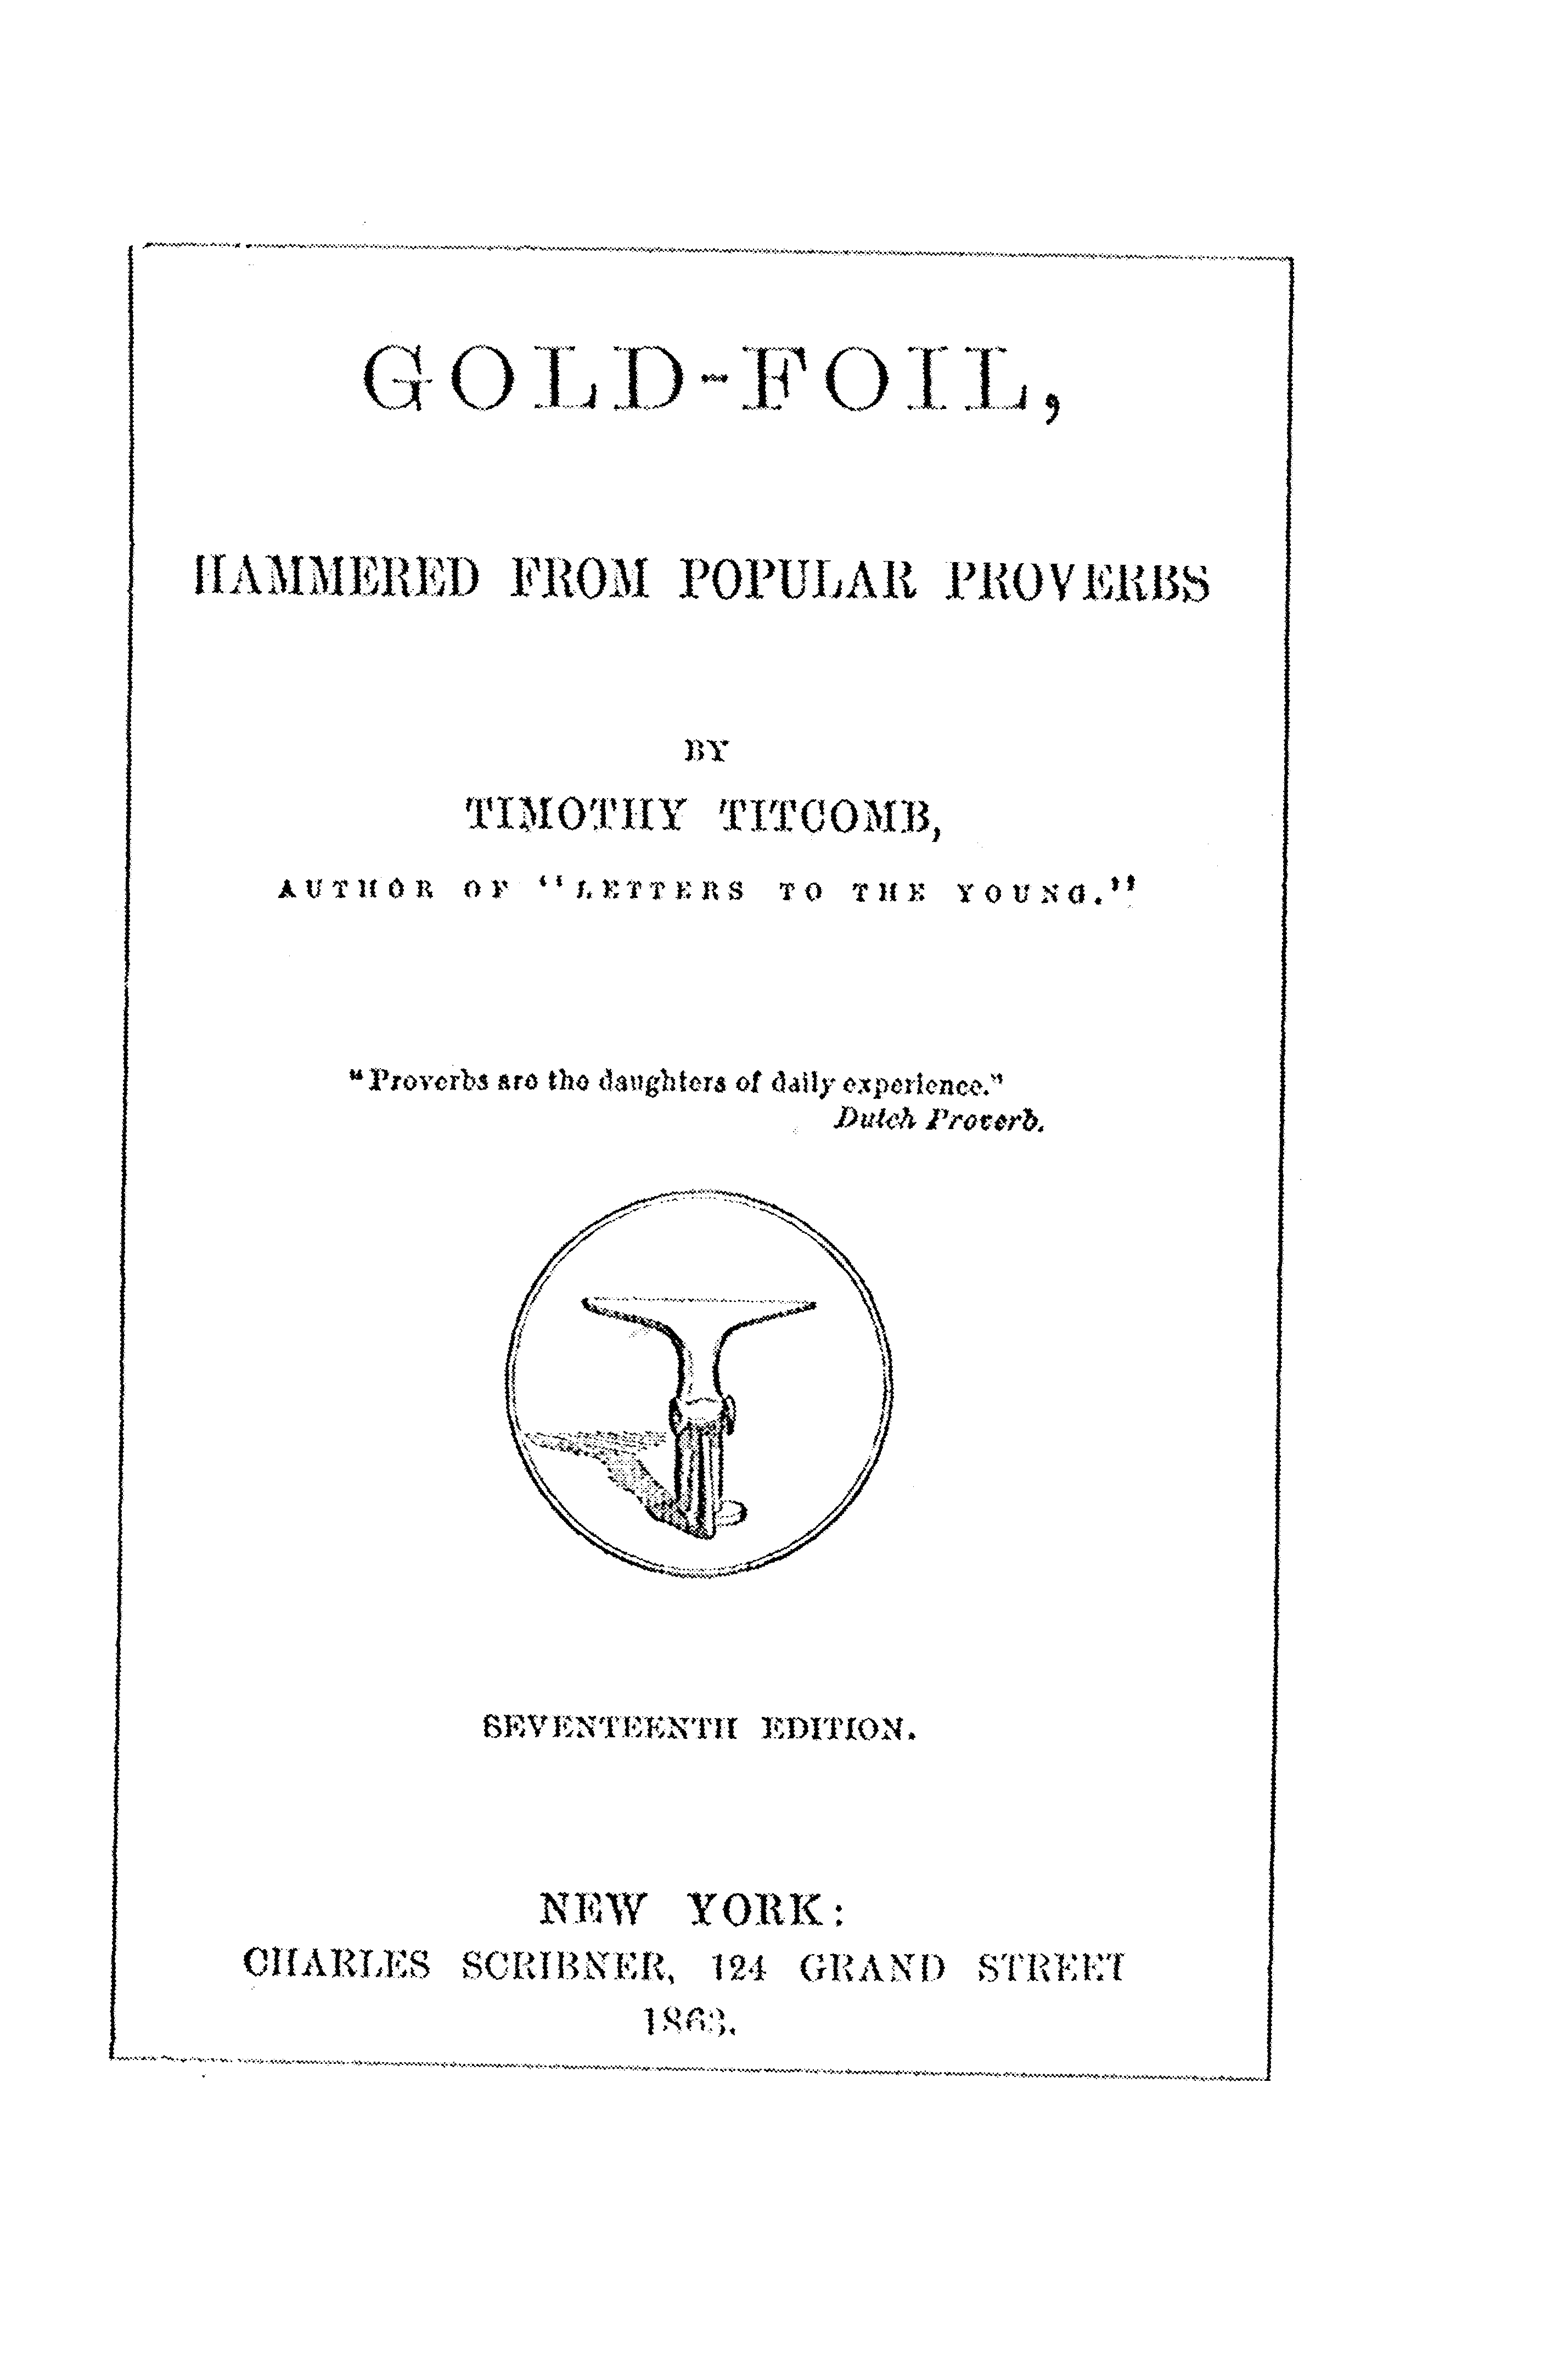 GOLD-FOIL,
HAMMERED FROM POPULAR PROVERBS
BY
TIMOTHY TITCOMB,
AUTHOR OF "LETTERS TO THE YOUNG."
"Proverbs are the daughters of daily experience."
Dutch Proverb.
SEVENTEENTH EDITION.
NEW YORK:
CHARLES SCRIBNER, 124 GRAND STREET
1863.